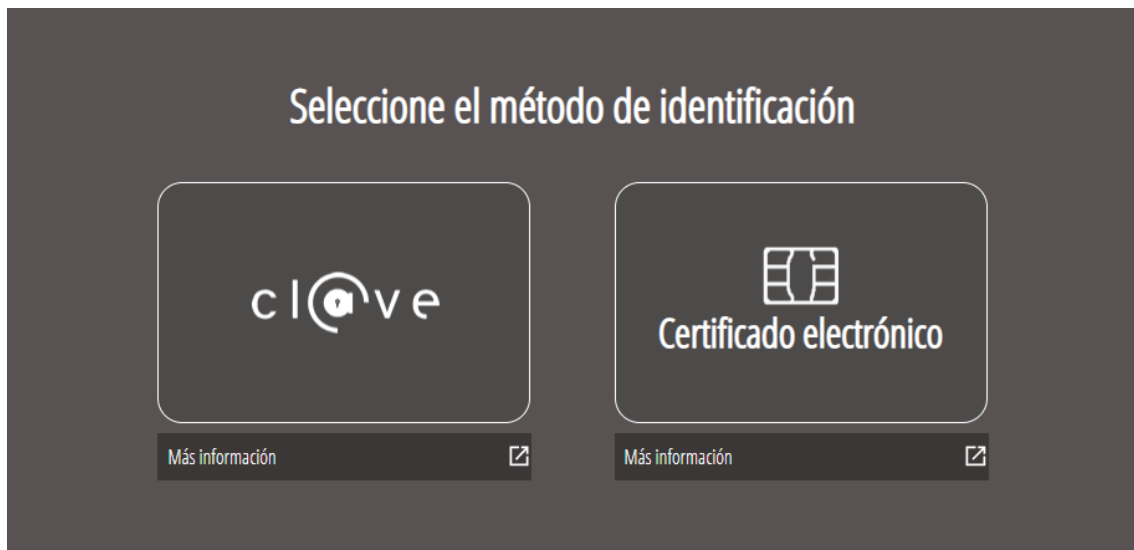 Seleccione el método de identificación
cl@ve
Certificado electrónico
Más información
Más información